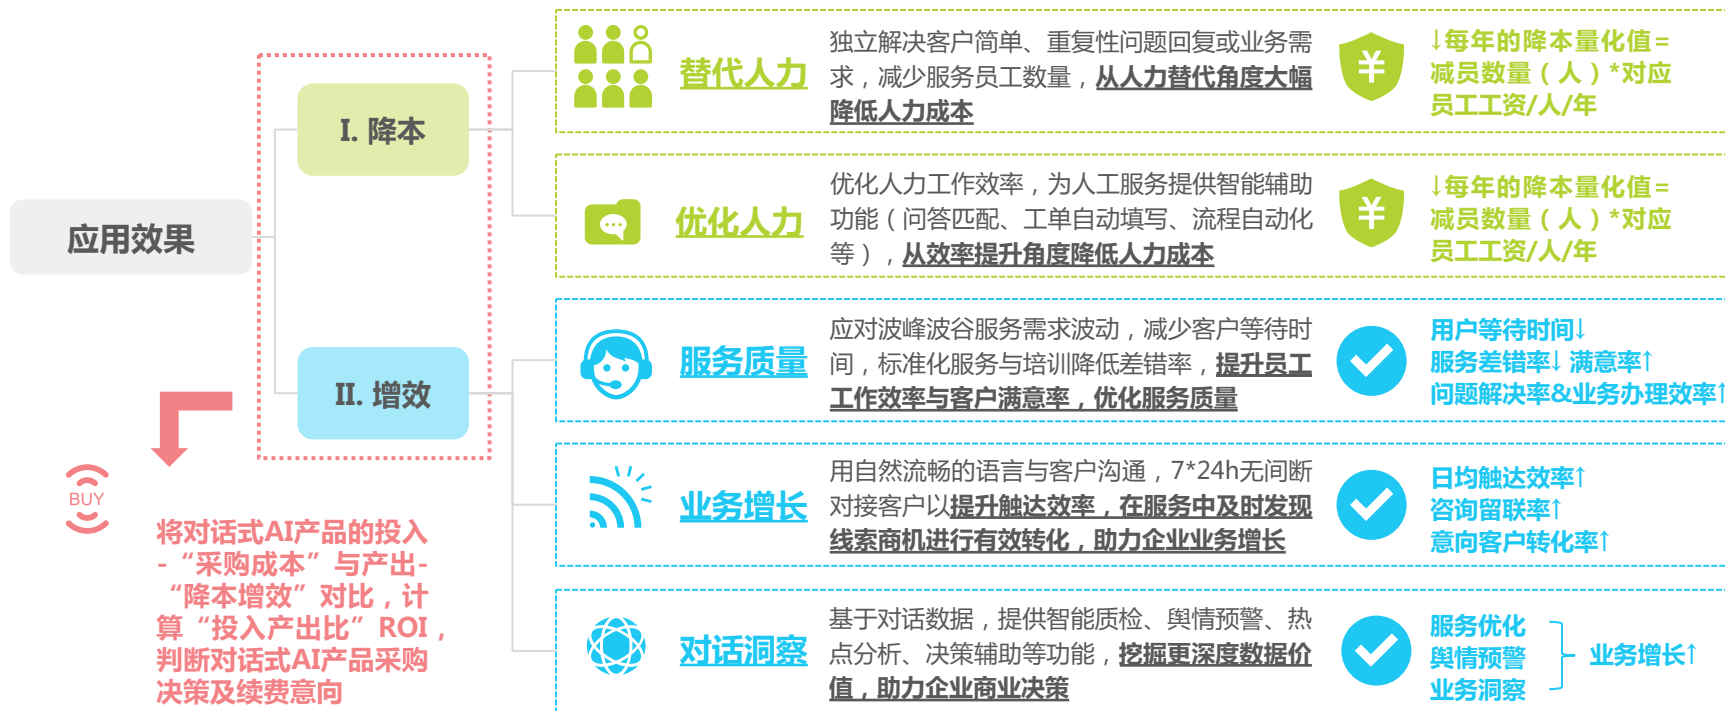 应用效果
I. 降本
II. 增效
BUY
将对话式AI产品的投入
-“采购成本”与产出-
“降本增效”对比，计
算“投入产出比”ROI，
判断对话式AI产品采购
决策及续费意向
替代人力
独立解决客户简单、重复性问题回复或业务需
求，减少服务员工数量，从人力替代角度大幅
降低人力成本
¥
↓每年的降本量化值=
减员数量（人）*对应
员工工资/人/年
优化人力
优化人力工作效率，为人工服务提供智能辅助
功能（问答匹配、工单自动填写、流程自动化
等），从效率提升角度降低人力成本
¥
↓每年的降本量化值=
减员数量（人）*对应
员工工资/人/年
服务质量
应对波峰波谷服务需求波动，减少客户等待时
间，标准化服务与培训降低差错率，提升员工
工作效率与客户满意率，优化服务质量
用户等待时间↓
服务差错率↓ 满意率↑
问题解决率&业务办理效率↑
业务增长
用自然流畅的语言与客户沟通，7*24h无间断
对接客户以提升触达效率，在服务中及时发现
线索商机进行有效转化，助力企业业务增长
日均触达效率↑
咨询留联率↑
意向客户转化率↑
对话洞察
基于对话数据，提供智能质检、舆情预警、热
点分析、决策辅助等功能，挖掘更深度数据价
值，助力企业商业决策
服务优化
舆情预警
业务洞察
业务增长↑